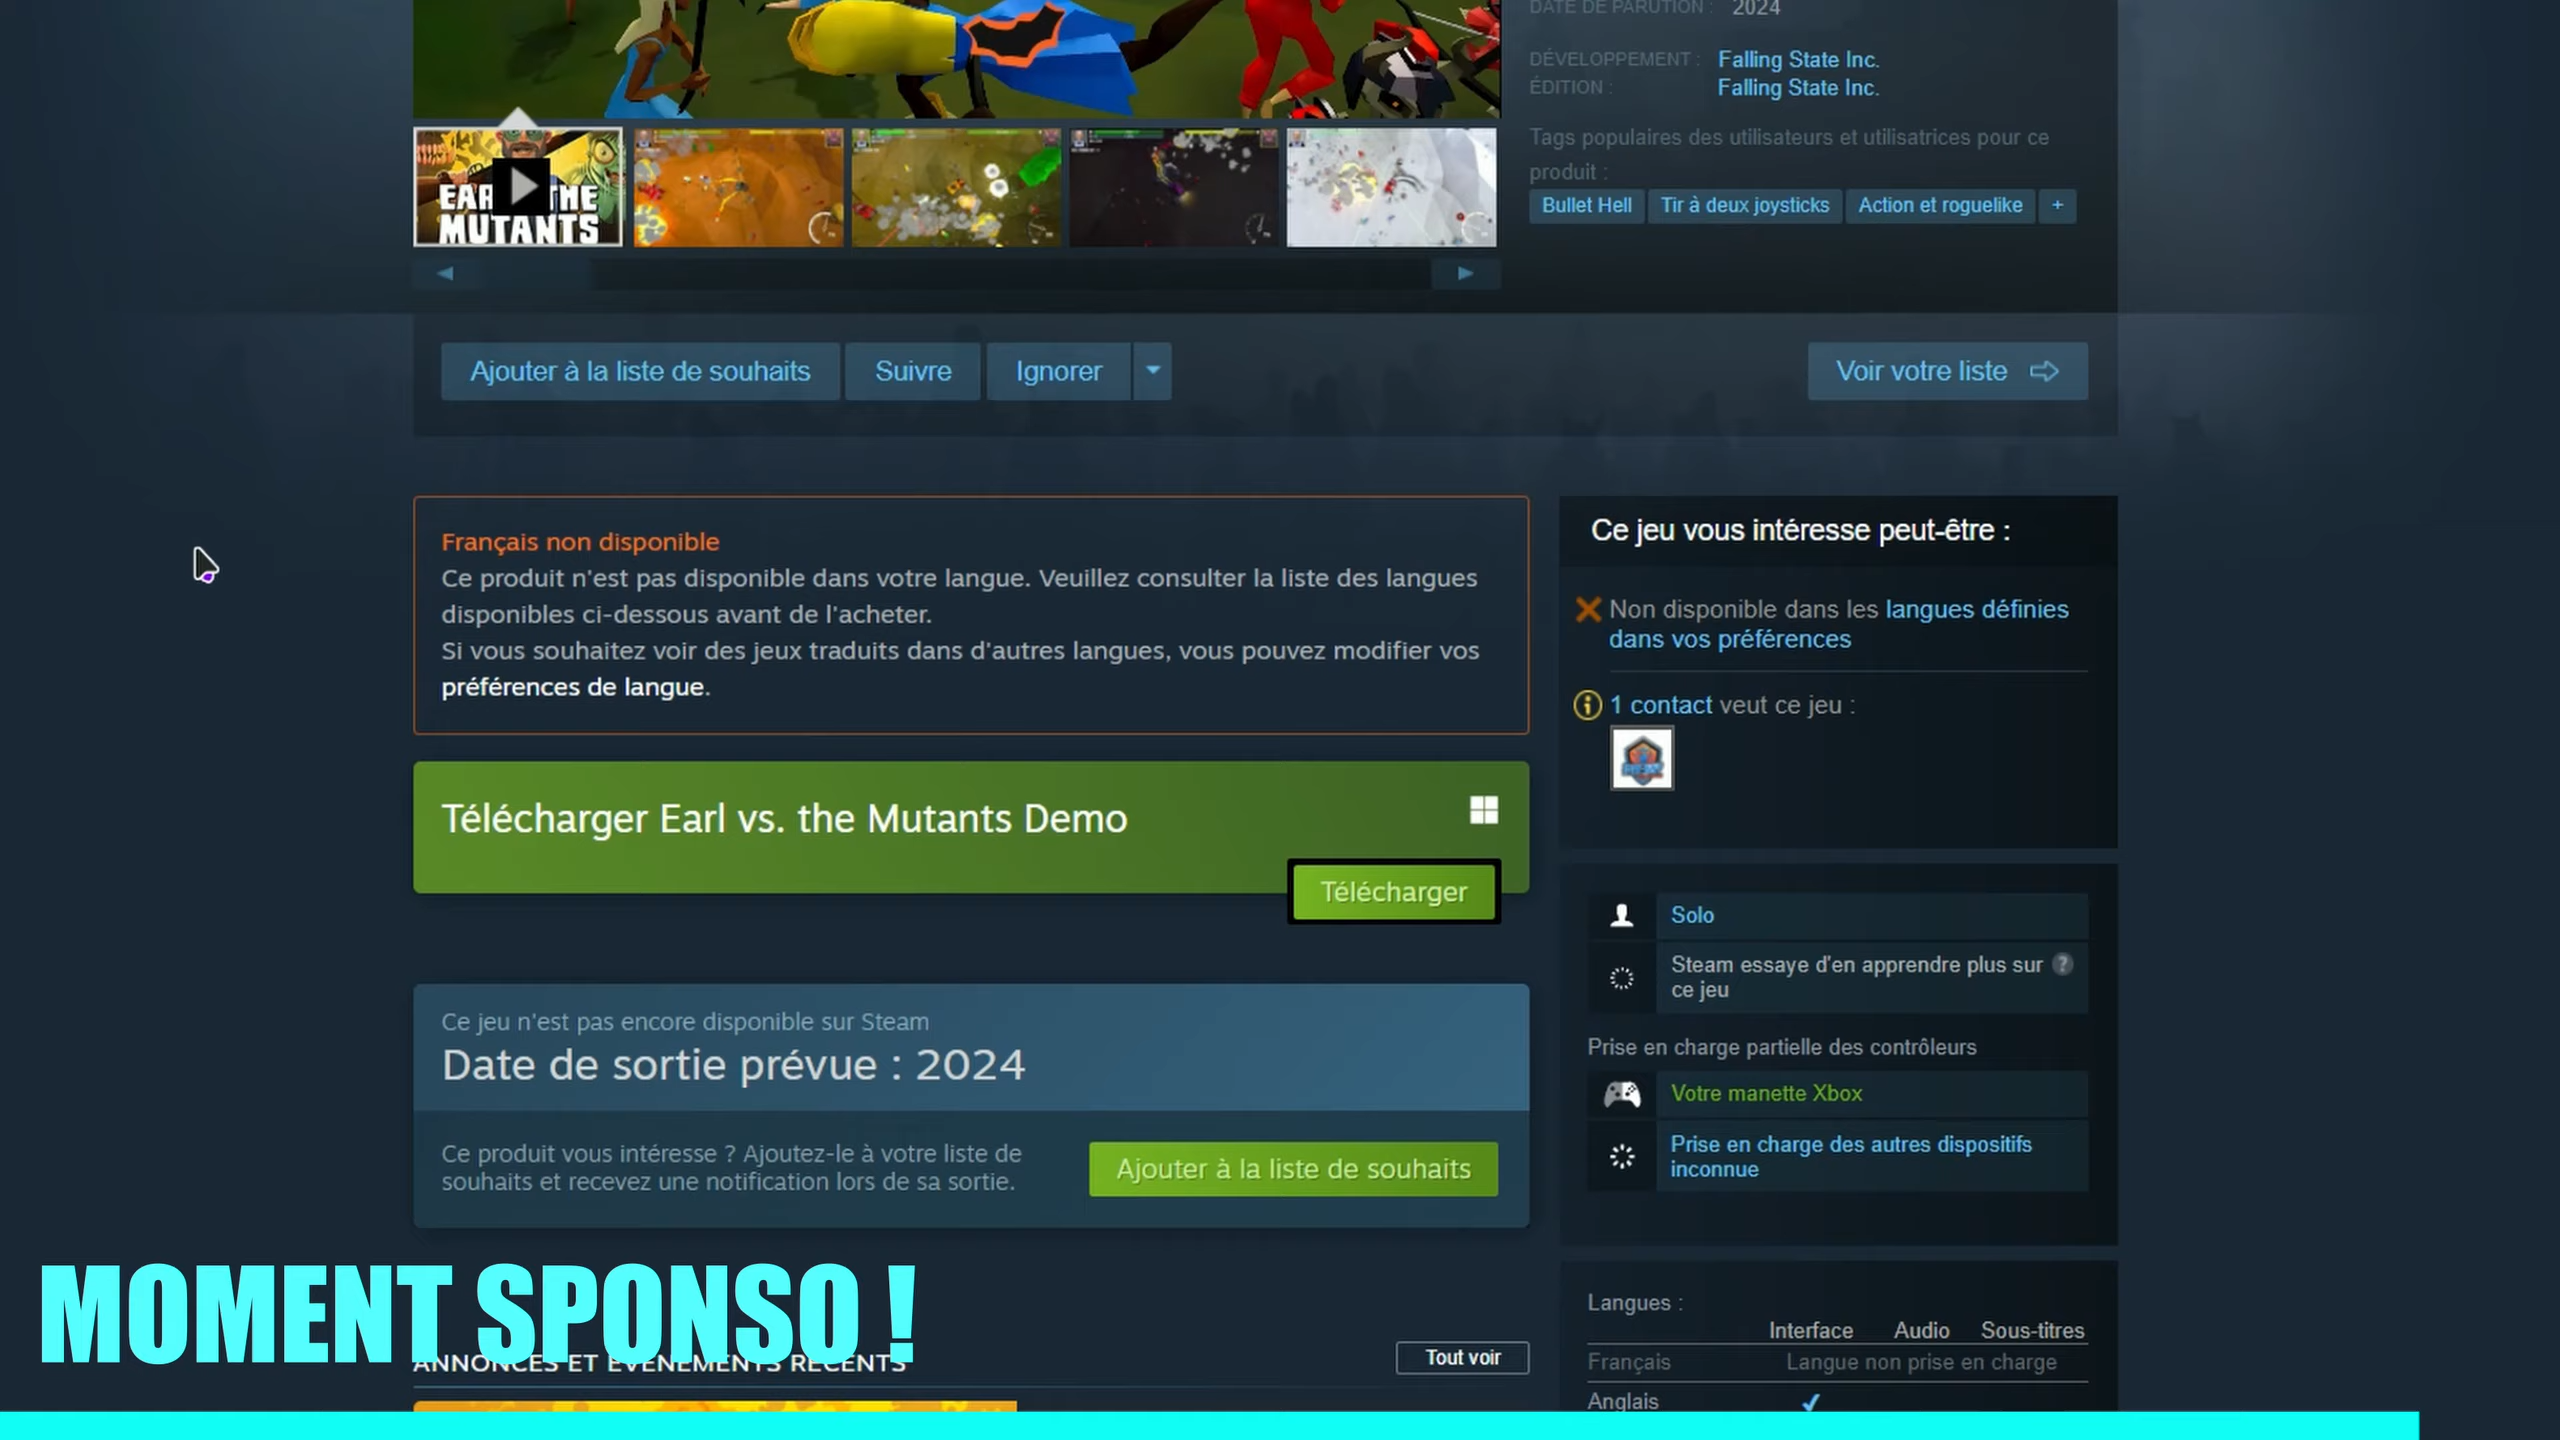 DATE DE PARUTION : 2024
DÉVELOPPEMENT : Falling State Inc.
ÉDITION : Falling State Inc.
Tags populaires des utilisateurs et utilisatrices pour ce
produit :
Bullet Hell Tir à deux joysticks Action et roguelike +
THE
MUTANTS
Ajouter à la liste de souhaits Suivre Ignorer Voir votre liste
Français non disponible
Ce produit n'est pas disponible dans votre langue. Veuillez consulter la liste des langues
disponibles ci-dessous avant de l'acheter.
Si vous souhaitez voir des jeux traduits dans d'autres langues, vous pouvez modifier vos
préférences de langue.
Télécharger Earl vs. the Mutants Demo
Télécharger
Ce jeu n'est pas encore disponible sur Steam
Date de sortie prévue : 2024
Ce produit vous intéresse ? Ajoutez-le à votre liste de
souhaits et recevez une notification lors de sa sortie.
Ajouter à la liste de souhaits
MOMENT SPONSO !
ANNONCES ET ÉVÉNEMENTS RÉCENTS
Tout voir
Ce jeu vous intéresse peut-être :
Non disponible dans les langues définies
dans vos préférences
1 contact veut ce jeu :
Solo
Steam essaye d'en apprendre plus sur ?
ce jeu
Prise en charge partielle des contrôleurs
Votre manette Xbox
Prise en charge des autres dispositifs
inconnue
Langues :
Interface Audio Sous-titres
Français Langue non prise en charge
Anglais ✓